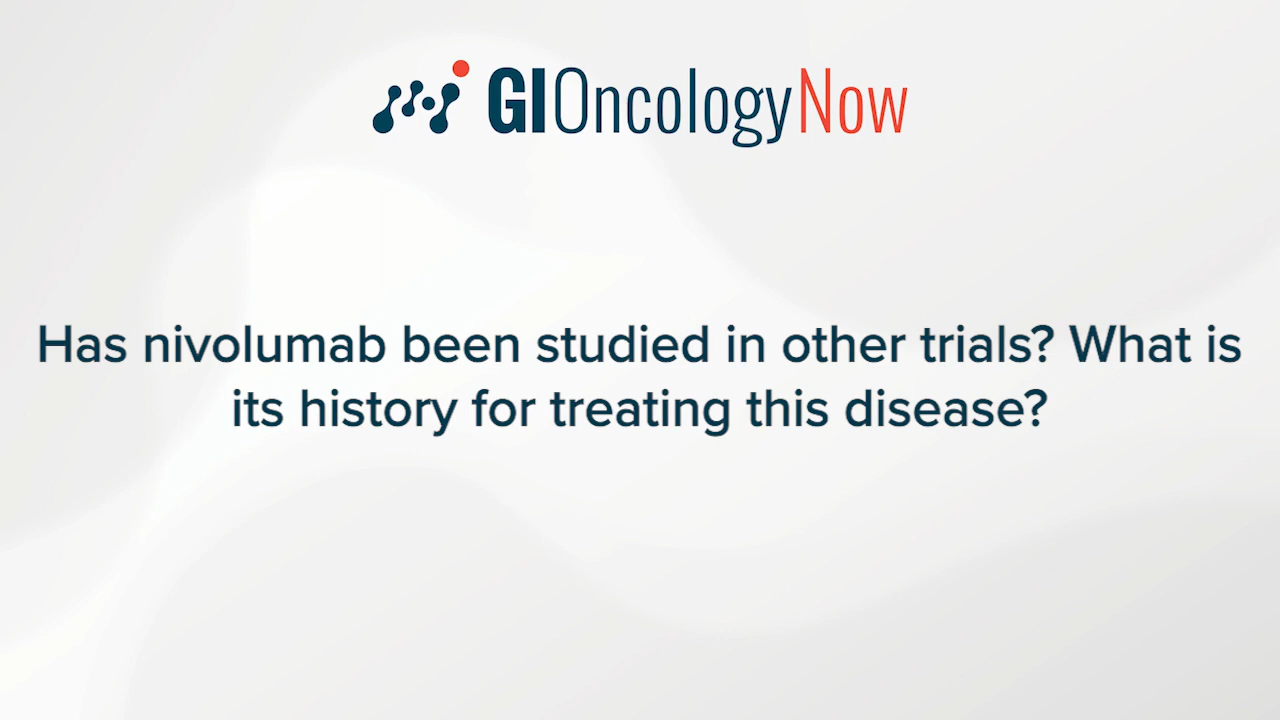 GIOncologyNow
Has nivolumab been studied in other trials? What is
its history for treating this disease?